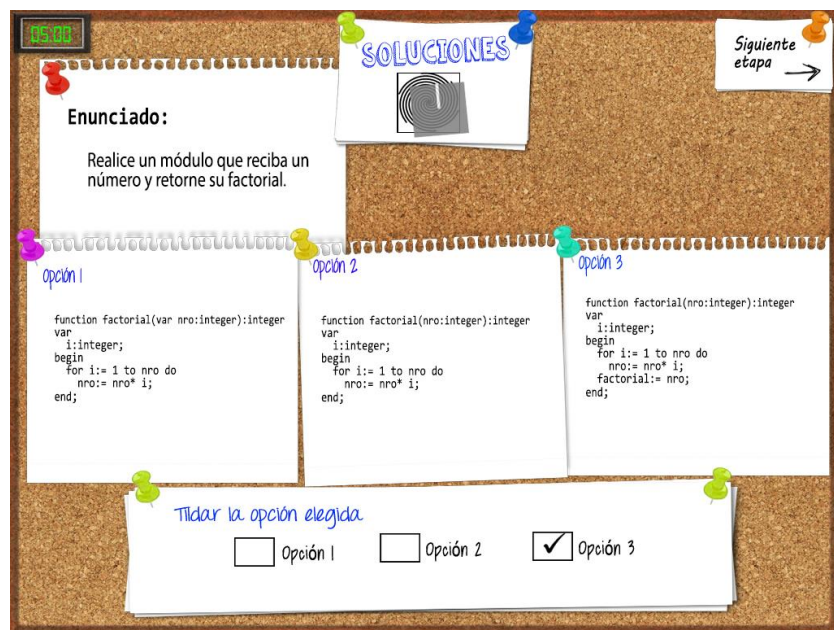 05:00
SOLUCIONES
Siguiente
etapa
Enunciado:
Realice un módulo que reciba un
número y retorne su factorial.
Opción 1
function factorial(var nro:integer):integer
var
i:integer;
begin
for i:= 1 to nro do
nro:= nro* i;
end;
Opción 2
function factorial(nro:integer):integer
var
i:integer;
begin
for i:= 1 to nro do
nro:= nro* i;
end;
Opción 3
function factorial(nro:integer):integer
var
i:integer;
begin
for i:= 1 to nro do
nro:= nro* i;
factorial:= nro;
end;
Tildar la opción elegida
Opción 1
Opción 2
Opción 3